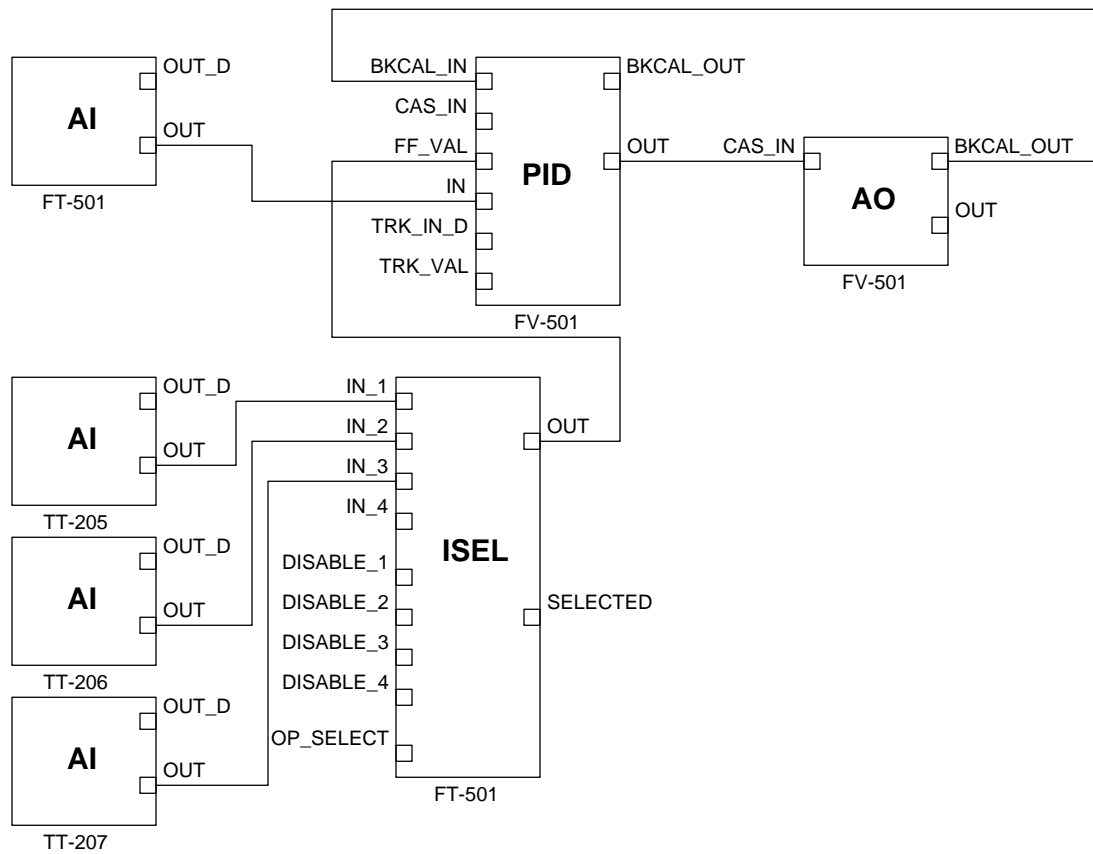 OUT_D
AI
OUT
FT-501
BKCAL_IN
CAS_IN
FF_VAL
IN
TRK_IN_D
TRK_VAL
PID
BKCAL_OUT
OUT
FV-501
CAS_IN
AO
BKCAL_OUT
OUT
FV-501
OUT_D
AI
OUT
TT-205
OUT_D
AI
OUT
TT-206
OUT_D
AI
OUT
TT-207
IN_1
IN_2
IN_3
IN_4
DISABLE_1
DISABLE_2
DISABLE_3
DISABLE_4
OP_SELECT
ISEL
OUT
SELECTED
FT-501